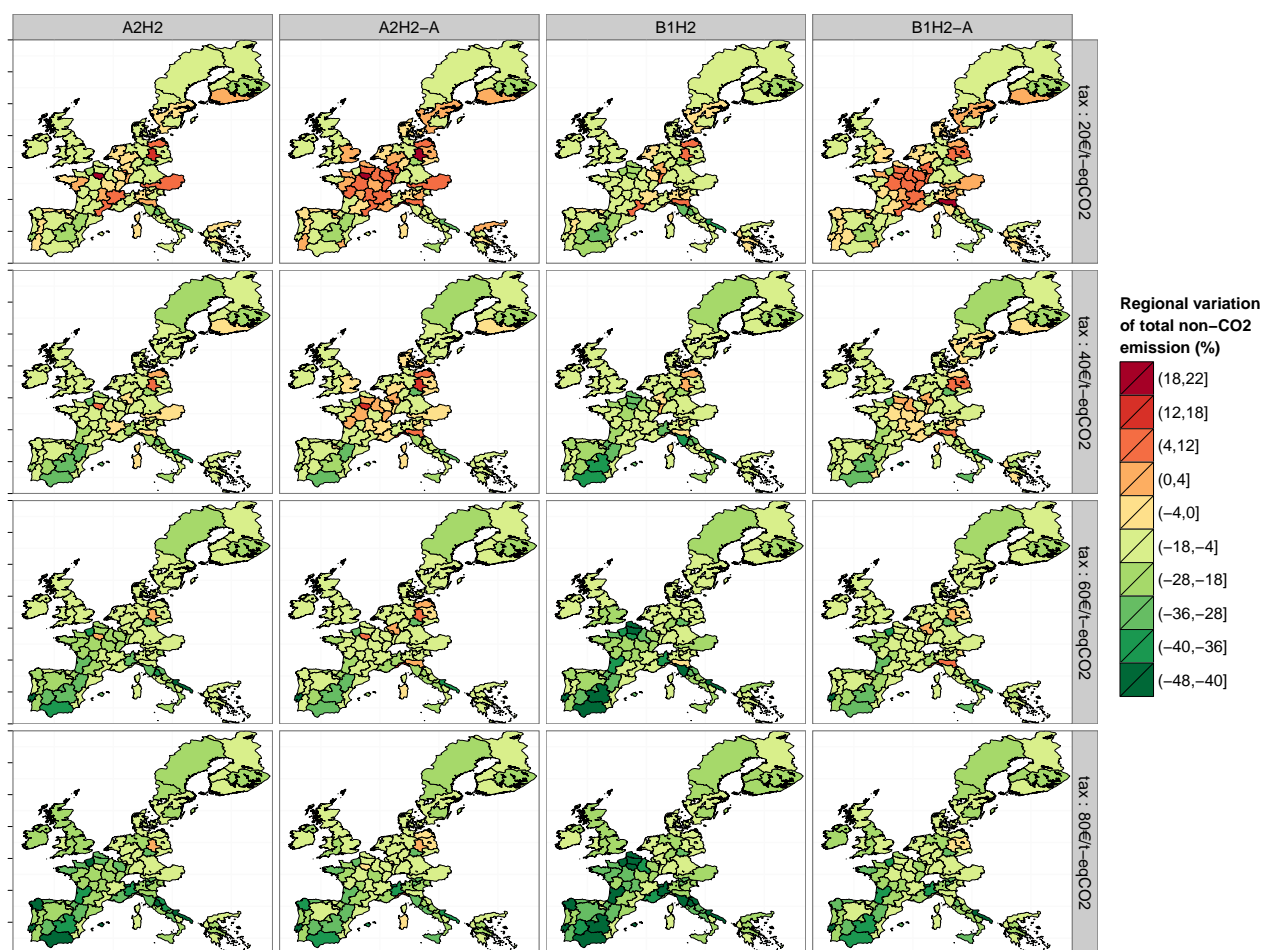 A2H2
A2H2−A
B1H2
B1H2−A
tax : 20€/t−eqCO2
tax : 40€/t−eqCO2
tax : 60€/t−eqCO2
tax : 80€/t−eqCO2
Regional variation
of total non−CO2
emission (%)
(18,22]
(12,18]
(4,12]
(0,4]
(−4,0]
(−18,−4]
(−28,−18]
(−36,−28]
(−40,−36]
(−48,−40]